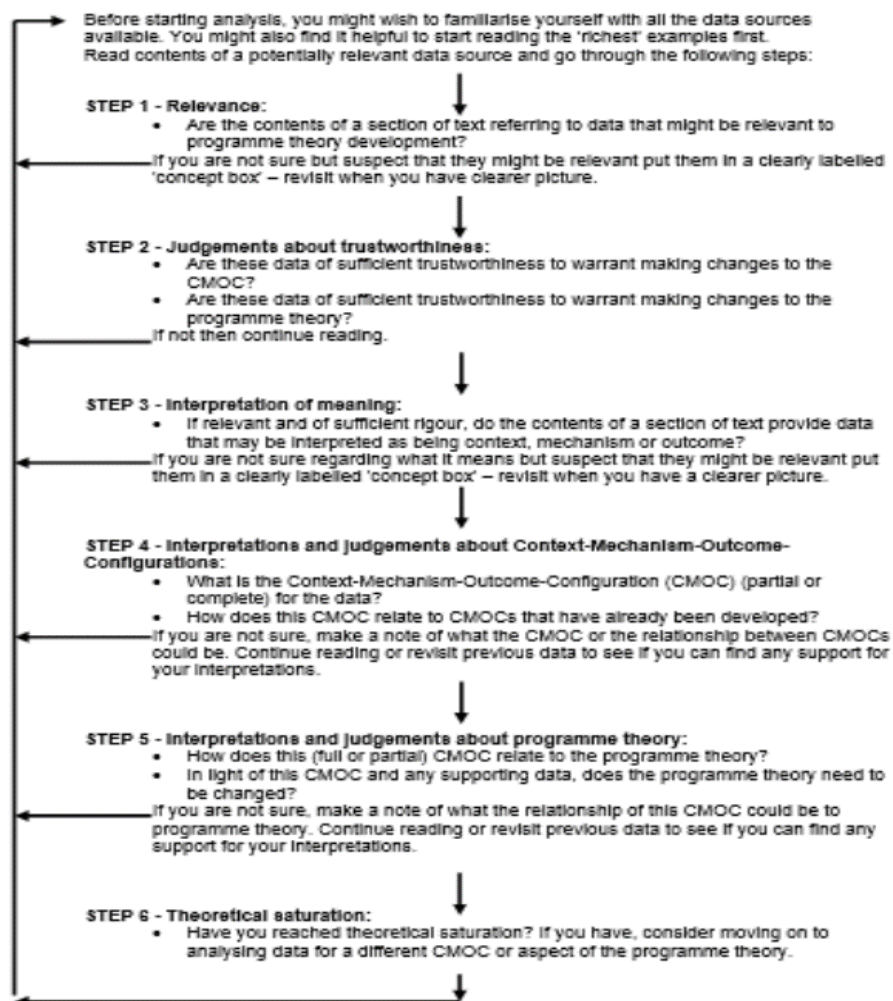 Before starting analysis, you might wish to familiarise yourself with all the data sources
available. You might also find it helpful to start reading the 'richest' examples first.
Read contents of a potentially relevant data source and go through the following steps:
STEP 1 - Relevance:
• Are the contents of a section of text referring to data that might be relevant to
programme theory development?
If you are not sure but suspect that they might be relevant put them in a clearly labelled
'concept box' – revisit when you have clearer picture.
STEP 2 - Judgements about trustworthiness:
• Are these data of sufficient trustworthiness to warrant making changes to the
CMOC?
• Are these data of sufficient trustworthiness to warrant making changes to the
programme theory?
If not then continue reading.
STEP 3 - Interpretation of meaning:
• If relevant and of sufficient rigour, do the contents of a section of text provide data
that may be interpreted as being context, mechanism or outcome?
If you are not sure regarding what it means but suspect that they might be relevant put
them in a clearly labelled 'concept box' – revisit when you have a clearer picture.
STEP 4 - Interpretations and judgements about Context-Mechanism-Outcome-
Configurations:
• What is the Context-Mechanism-Outcome-Configuration (CMOC) (partial or
complete) for the data?
• How does this CMOC relate to CMOCs that have already been developed?
If you are not sure, make a note of what the CMOC or the relationship between CMOCs
could be. Continue reading or revisit previous data to see if you can find any support for
your interpretations.
STEP 5 - Interpretations and judgements about programme theory:
• How does this (full or partial) CMOC relate to the programme theory?
• In light of this CMOC and any supporting data, does the programme theory need to
be changed?
If you are not sure, make a note of what the relationship of this CMOC could be to
programme theory. Continue reading or revisit previous data to see if you can find any
support for your interpretations.
STEP 6 - Theoretical saturation:
• Have you reached theoretical saturation? If you have, consider moving on to
analysing data for a different CMOC or aspect of the programme theory.